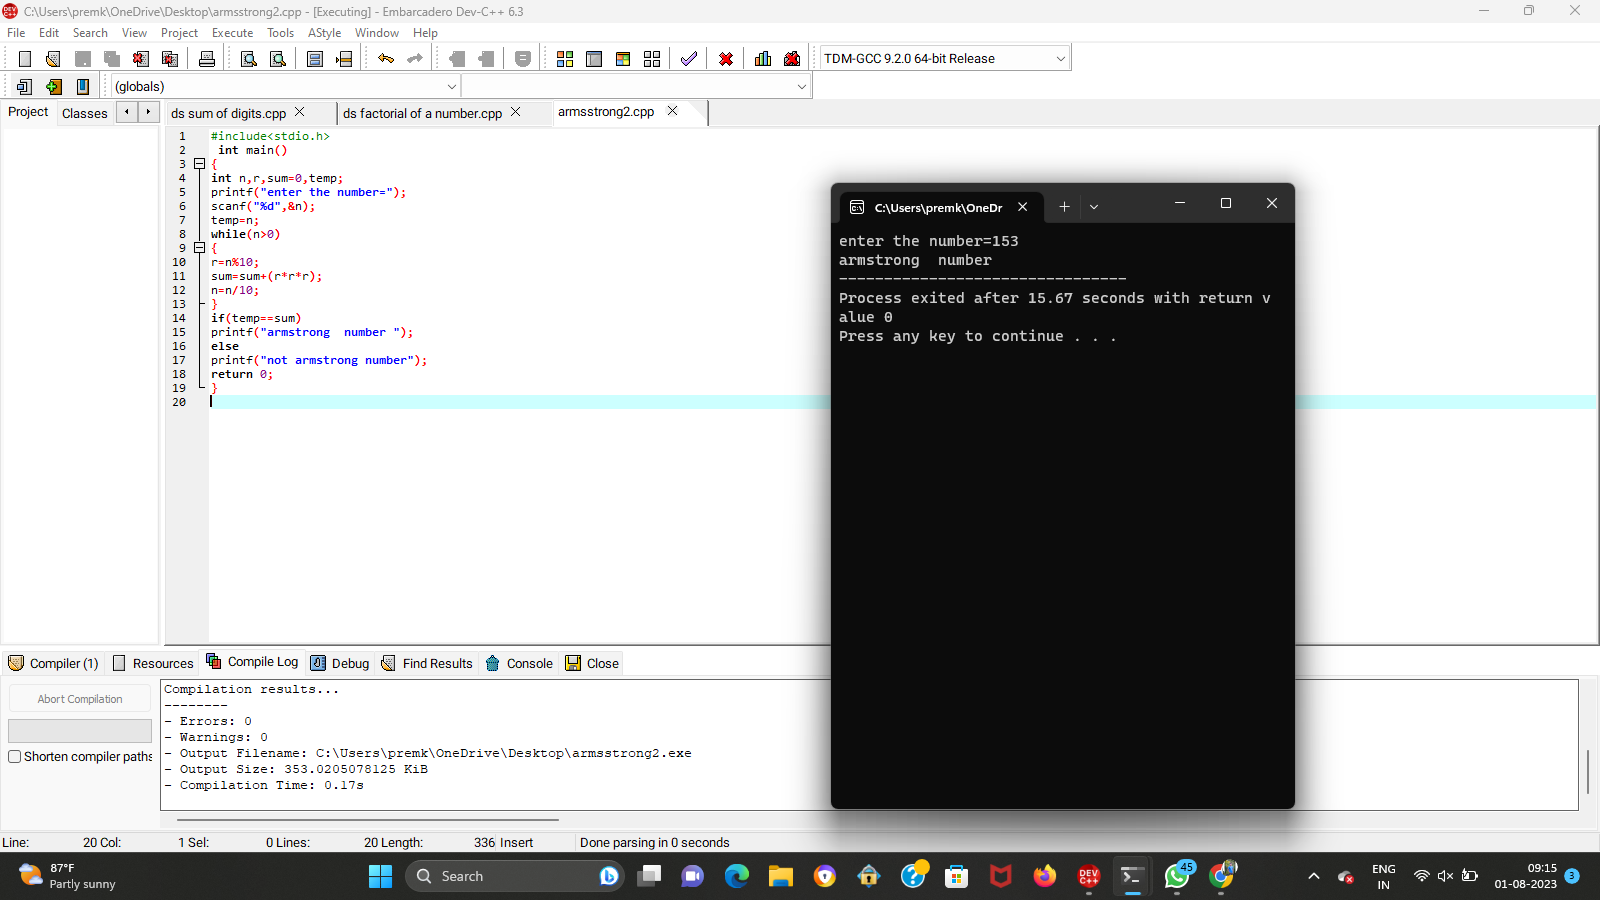 C:\Users\premk\OneDrive\Desktop\armsstrong2.cpp - [Executing] - Embarcadero Dev-C++ 6.3
File Edit Search View Project Execute Tools AStyle Window Help
TDM-GCC 9.2.0 64-bit Release
(globals)
Project Classes
ds sum of digits.cpp ds factorial of a number.cpp armsstrong2.cpp
1 #include<stdio.h>
2 int main()
3 {
4 int n,r,sum=0,temp;
5 printf("enter the number=");
6 scanf("%d",&n);
7 temp=n;
8 while(n>0)
9 {
10 r=n%10;
11 sum=sum+(r*r*r);
12 n=n/10;
13 }
14 if(temp==sum)
15 printf("armstrong  number ");
16 else
17 printf("not armstrong number");
18 return 0;
19 }
20
C:\Users\premk\OneDr
enter the number=153
armstrong  number
--------------------------------
Process exited after 15.67 seconds with return v
alue 0
Press any key to continue . . .
Compiler (1) Resources Compile Log Debug Find Results Console Close
Abort Compilation
Shorten compiler paths
Compilation results...
--------
- Errors: 0
- Warnings: 0
- Output Filename: C:\Users\premk\OneDrive\Desktop\armsstrong2.exe
- Output Size: 353.0205078125 KiB
- Compilation Time: 0.17s
Line: 20 Col: 1 Sel: 0 Lines: 20 Length: 336 Insert Done parsing in 0 seconds
87°F
Partly sunny
Search
DEV
C++
45
ENG
IN
09:15
01-08-2023
3